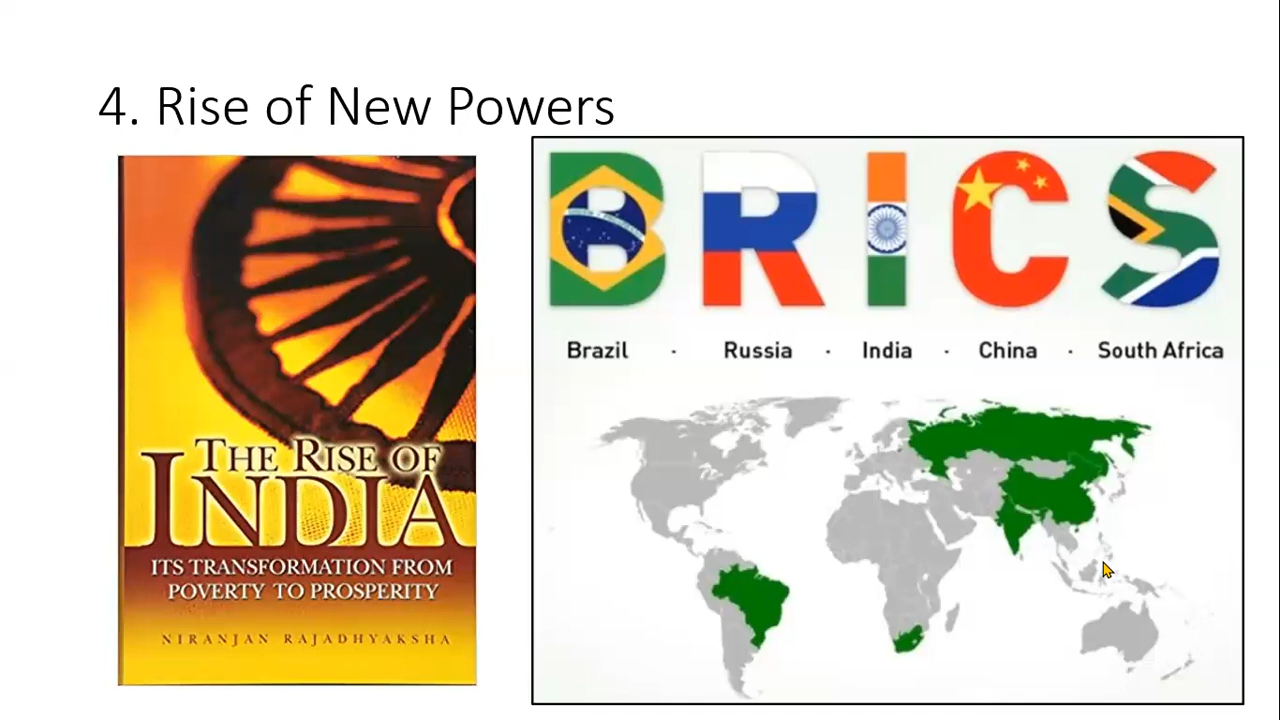 4. Rise of New Powers
THE RISE OF
INDIA
ITS TRANSFORMATION FROM
POVERTY TO PROSPERITY
NIRANJAN RAJADHYAKSHA
BRICS
Brazil · Russia · India · China · South Africa